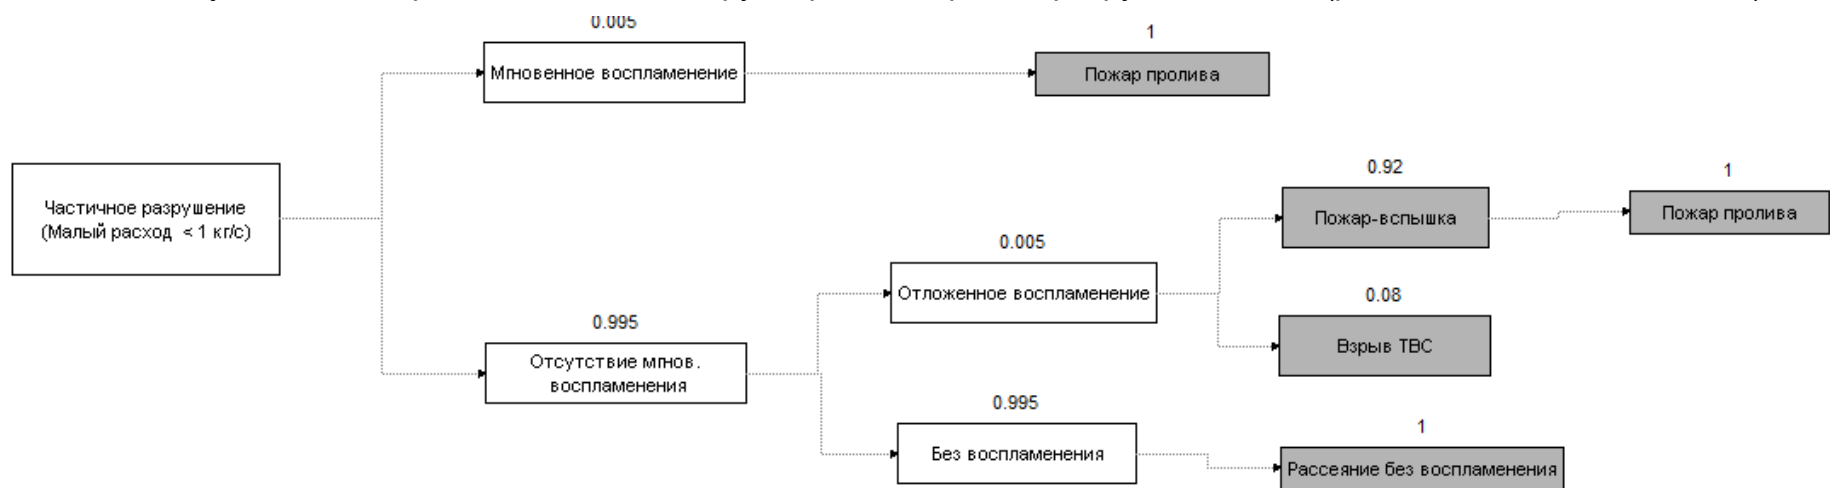 0.005
Мгновенное воспламенение
1
Пожар пролива
Частичное разрушение
(Малый расход < 1 кг/с)
0.995
Отсутствие мгнов.
воспламенения
0.005
Отложенное воспламенение
0.92
Пожар-вспышка
1
Пожар пролива
0.08
Взрыв ТВС
0.995
Без воспламенения
1
Рассеяние без воспламенения